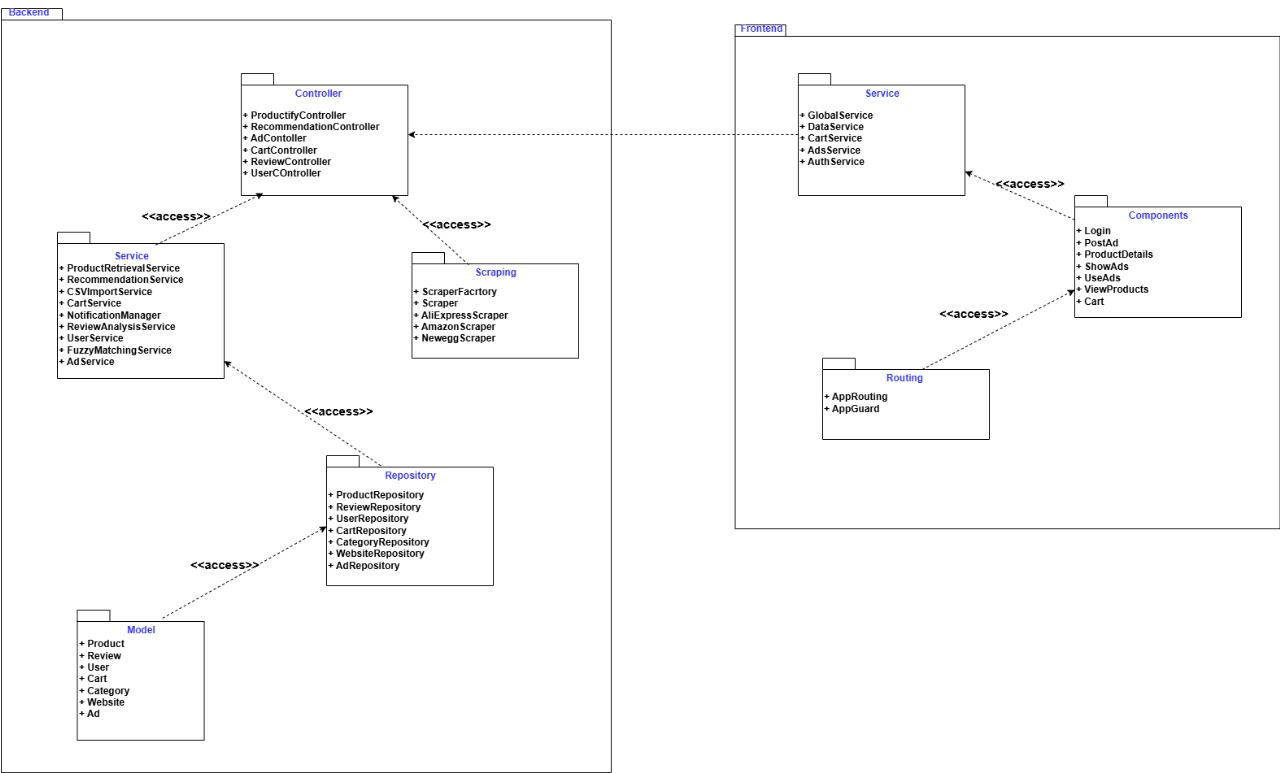 Backend
Controller
+ ProductifyController
+ RecommendationController
+ AdContoller
+ CartController
+ ReviewController
+ UserCOntroller
<<access>>
<<access>>
Service
+ ProductRetrievalService
+ RecommendationService
+ CSVImportService
+ CartService
+ NotificationManager
+ ReviewAnalysisService
+ UserService
+ FuzzyMatchingService
+ AdService
Scraping
+ ScraperFacrtory
+ Scraper
+ AliExpressScraper
+ AmazonScraper
+ NeweggScraper
<<access>>
Repository
+ ProductRepository
+ ReviewRepository
+ UserRepository
+ CartRepository
+ CategoryRepository
+ WebsiteRepository
+ AdRepository
<<access>>
Model
+ Product
+ Review
+ User
+ Cart
+ Category
+ Website
+ Ad
Frontend
Service
+ GlobalService
+ DataService
+ CartService
+ AdsService
+ AuthService
<<access>>
Components
+ Login
+ PostAd
+ ProductDetails
+ ShowAds
+ UseAds
+ ViewProducts
+ Cart
<<access>>
Routing
+ AppRouting
+ AppGuard